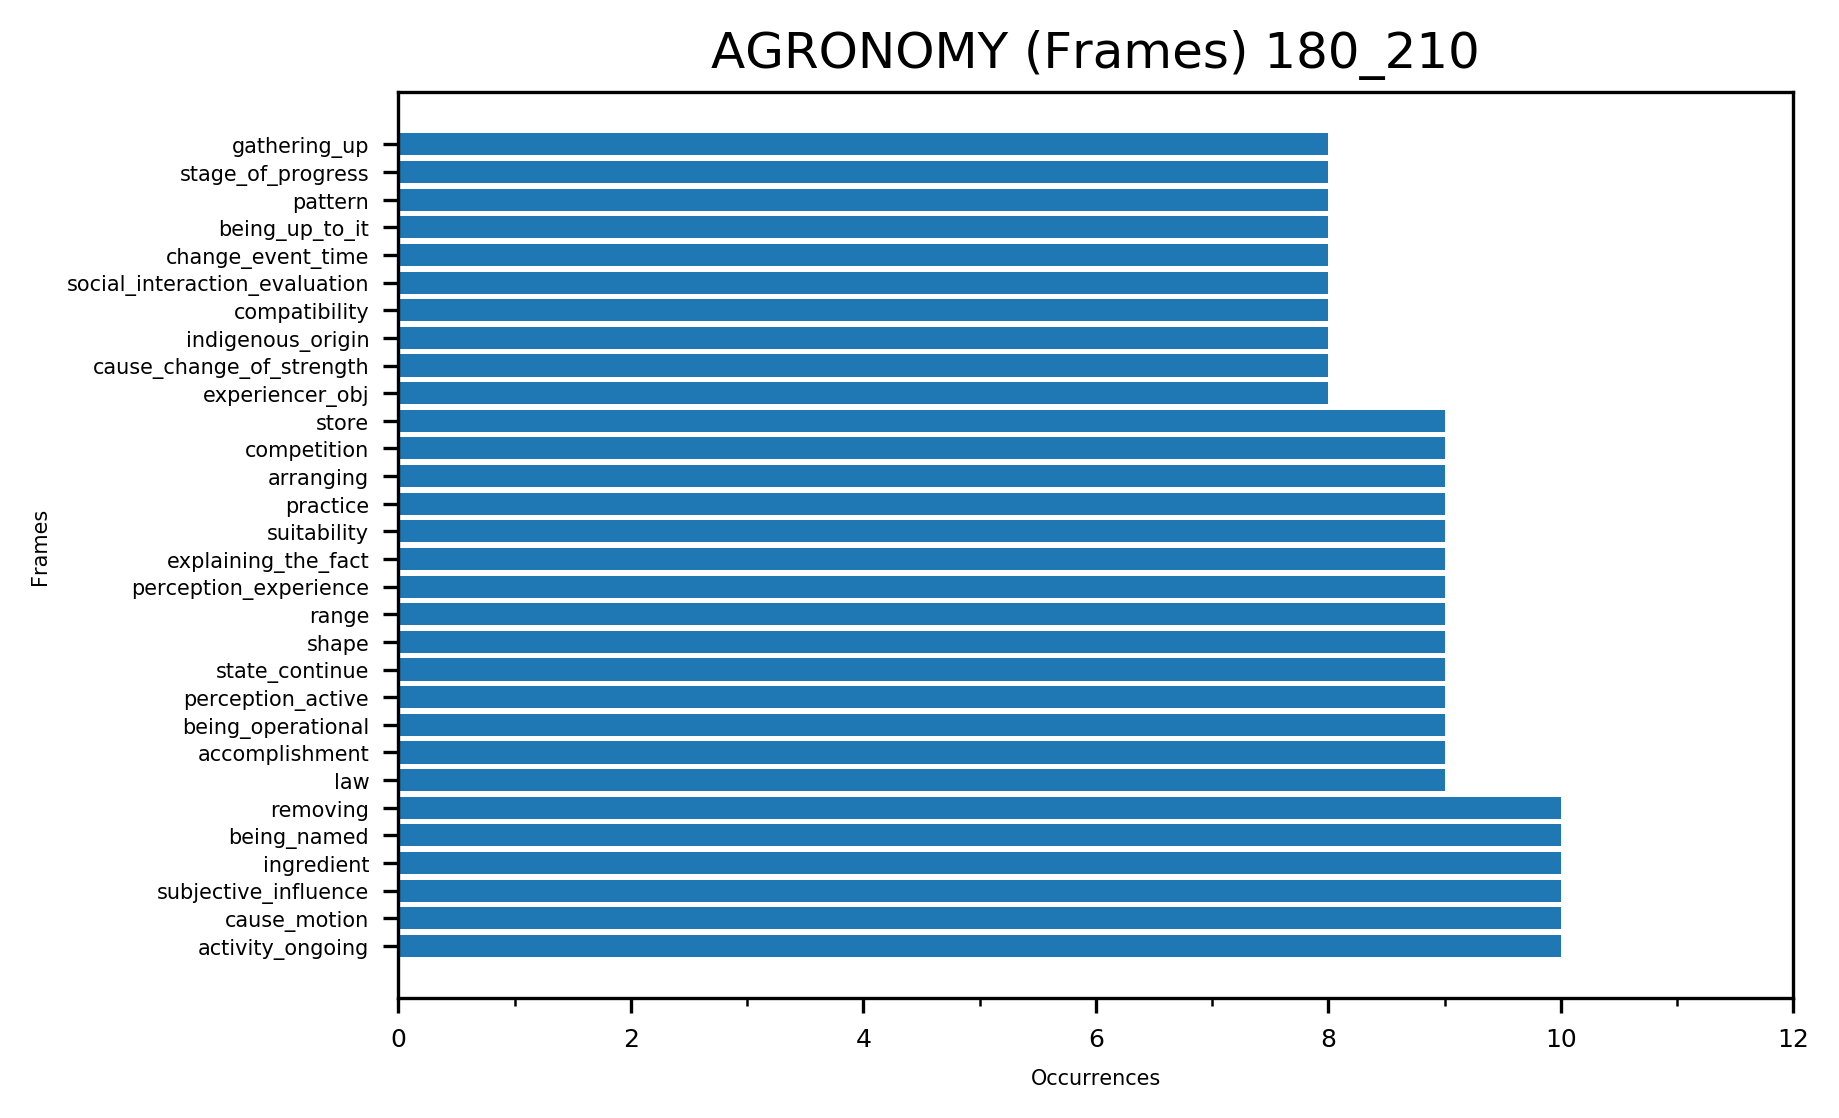 AGRONOMY (Frames) 180_210
gathering_up
stage_of_progress
pattern
being_up_to_it
change_event_time
social_interaction_evaluation
compatibility
indigenous_origin
cause_change_of_strength
experiencer_obj
store
competition
arranging
practice
suitability
explaining_the_fact
perception_experience
range
shape
state_continue
perception_active
being_operational
accomplishment
law
removing
being_named
ingredient
subjective_influence
cause_motion
activity_ongoing
Frames
0 2 4 6 8 10 12
Occurrences